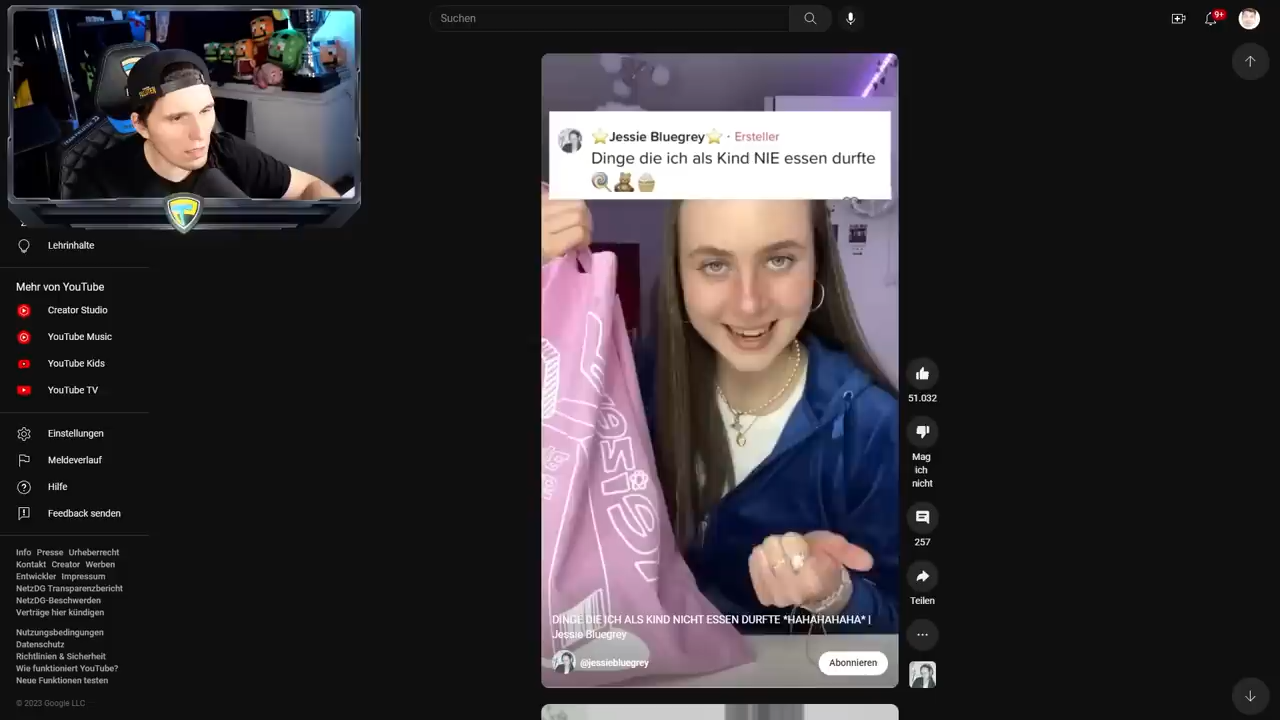 Suchen
9+
⭐Jessie Bluegrey⭐ · Ersteller
Dinge die ich als Kind NIE essen durfte
🍭🧸🧁
Lehrinhalte
Mehr von YouTube
Creator Studio
YouTube Music
YouTube Kids
YouTube TV
Einstellungen
Meldeverlauf
Hilfe
Feedback senden
Info Presse Urheberrecht
Kontakt Creator Werben
Entwickler Impressum
NetzDG Transparenzbericht
NetzDG-Beschwerden
Verträge hier kündigen
Nutzungsbedingungen
Datenschutz
Richtlinien & Sicherheit
Wie funktioniert YouTube?
Neue Funktionen testen
© 2023 Google LLC
51.032
Mag
ich
nicht
257
Teilen
DINGE DIE ICH ALS KIND NICHT ESSEN DURFTE *HAHAHAHAHA* |
Jessie Bluegrey
@jessiebluegrey
Abonnieren